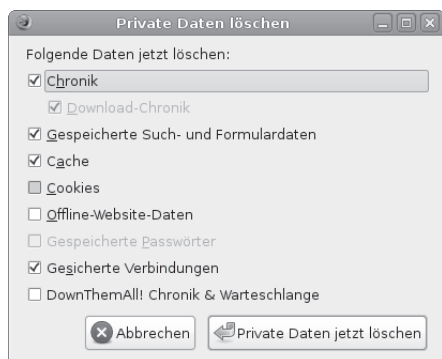 Private Daten löschen
Folgende Daten jetzt löschen:
Chronik
Download-Chronik
Gespeicherte Such- und Formulardaten
Cache
Cookies
Offline-Website-Daten
Gespeicherte Passwörter
Gesicherte Verbindungen
DownThemAll! Chronik & Warteschlange
Abbrechen Private Daten jetzt löschen